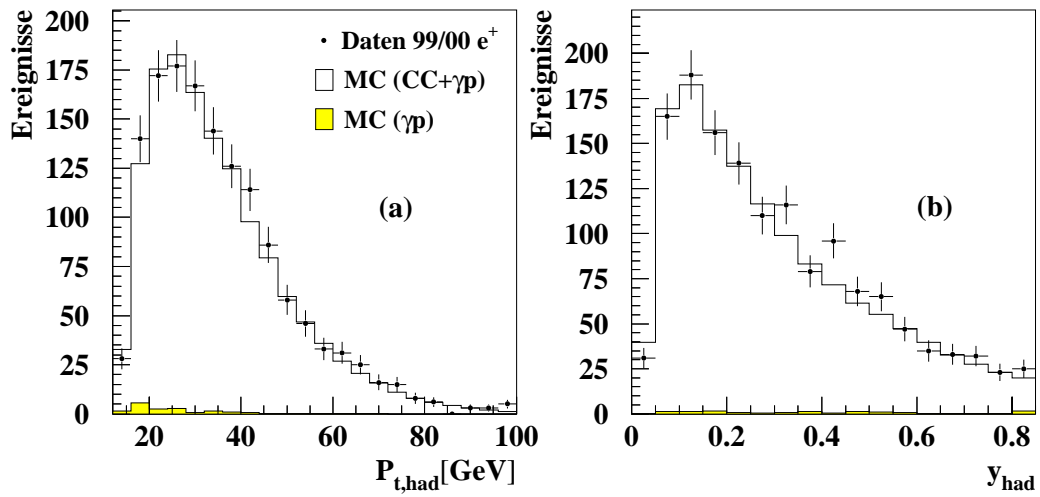 Ereignisse
200
175
150
125
100
75
50
25
0
20 40 60 80 100
P_t,had[GeV]
• Daten 99/00 e⁺
MC (CC+γp)
MC (γp)
(a)
Ereignisse
200
175
150
125
100
75
50
25
0
0 0.2 0.4 0.6 0.8
y_had
(b)